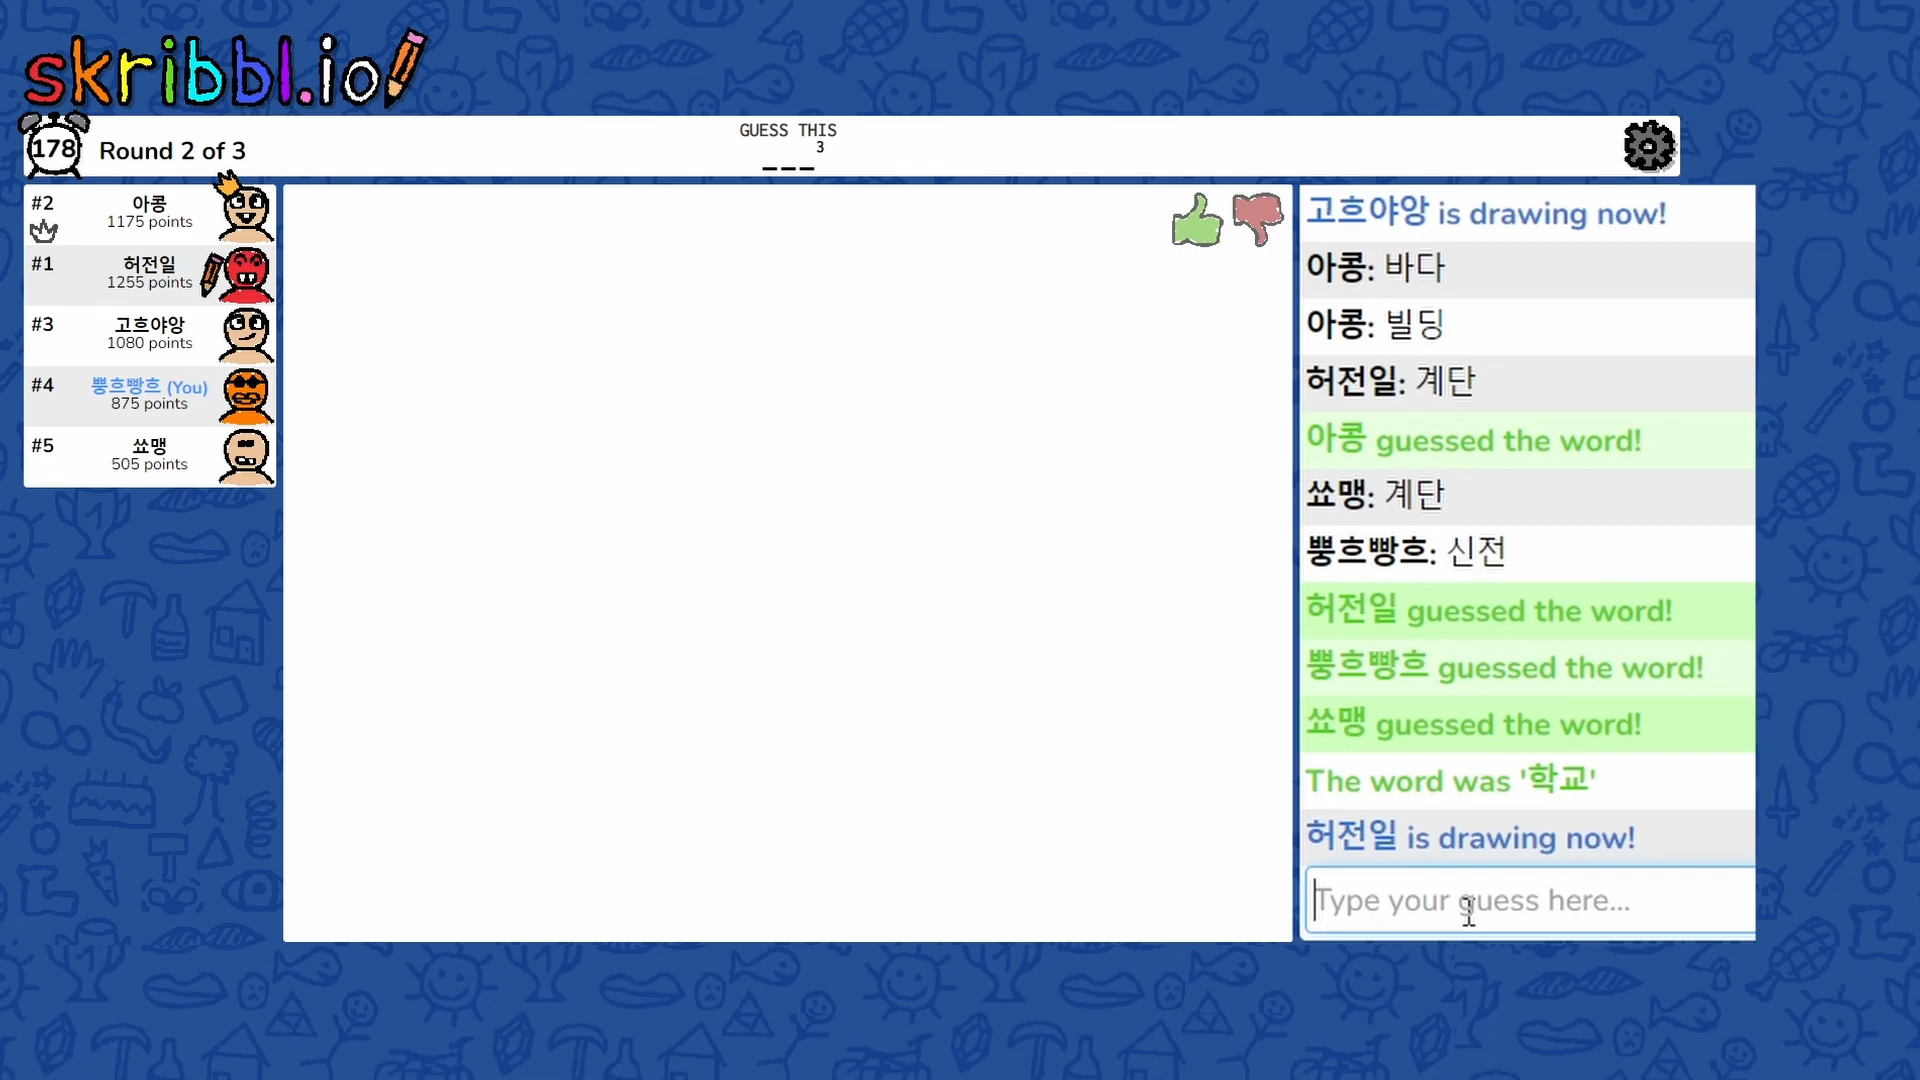 skribbl.io
178
Round 2 of 3
GUESS THIS
3
___
#2
아콩
1175 points
#1
허전일
1255 points
#3
고흐야앙
1080 points
#4
뿡흐빵흐 (You)
875 points
#5
쑈맹
505 points
고흐야앙 is drawing now!
아콩: 바다
아콩: 빌딩
허전일: 계단
아콩 guessed the word!
쑈맹: 계단
뿡흐빵흐: 신전
허전일 guessed the word!
뿡흐빵흐 guessed the word!
쑈맹 guessed the word!
The word was '학교'
허전일 is drawing now!
Type your guess here...